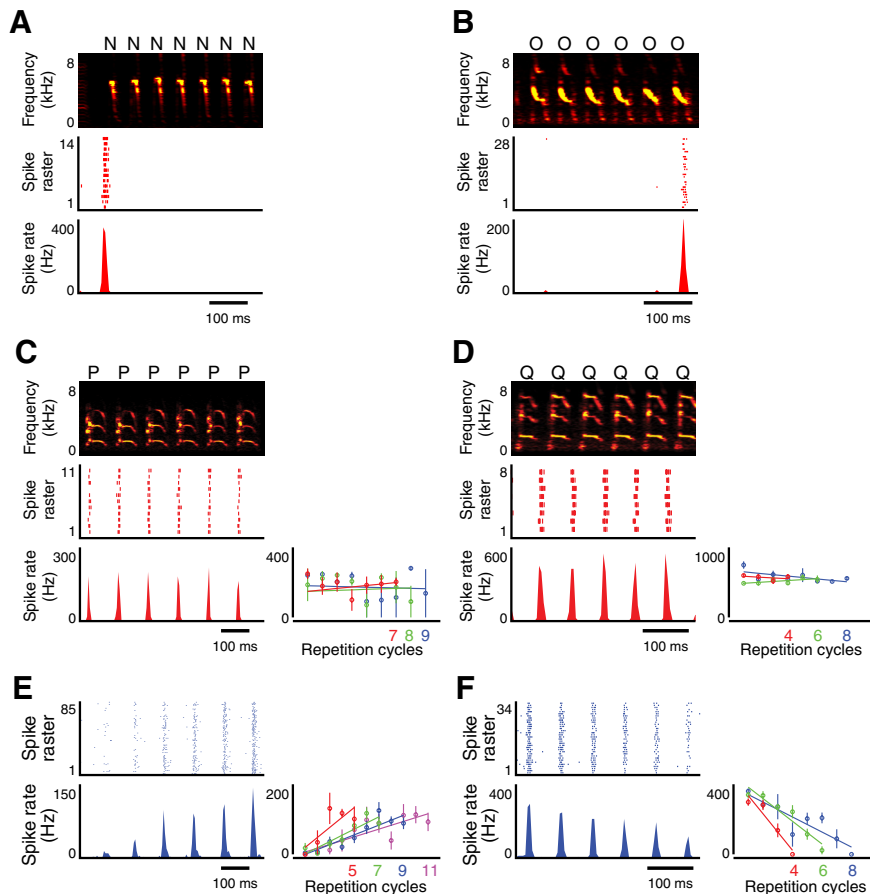 A
N N N N N N N
8
Frequency
(kHz)
0
14
Spike
raster
1
400
Spike rate
(Hz)
0
100 ms
B
O O O O O O
8
Frequency
(kHz)
0
28
Spike
raster
1
200
Spike rate
(Hz)
0
100 ms
C
P P P P P P
8
Frequency
(kHz)
0
11
Spike
raster
1
300
Spike rate
(Hz)
0
100 ms
400
0
7 8 9
Repetition cycles
D
Q Q Q Q Q Q
8
Frequency
(kHz)
0
8
Spike
raster
1
600
Spike rate
(Hz)
0
100 ms
1000
0
4 6 8
Repetition cycles
E
85
Spike
raster
1
150
Spike rate
(Hz)
0
100 ms
200
0
5 7 9 11
Repetition cycles
F
34
Spike
raster
1
400
Spike rate
(Hz)
0
100 ms
400
0
4 6 8
Repetition cycles